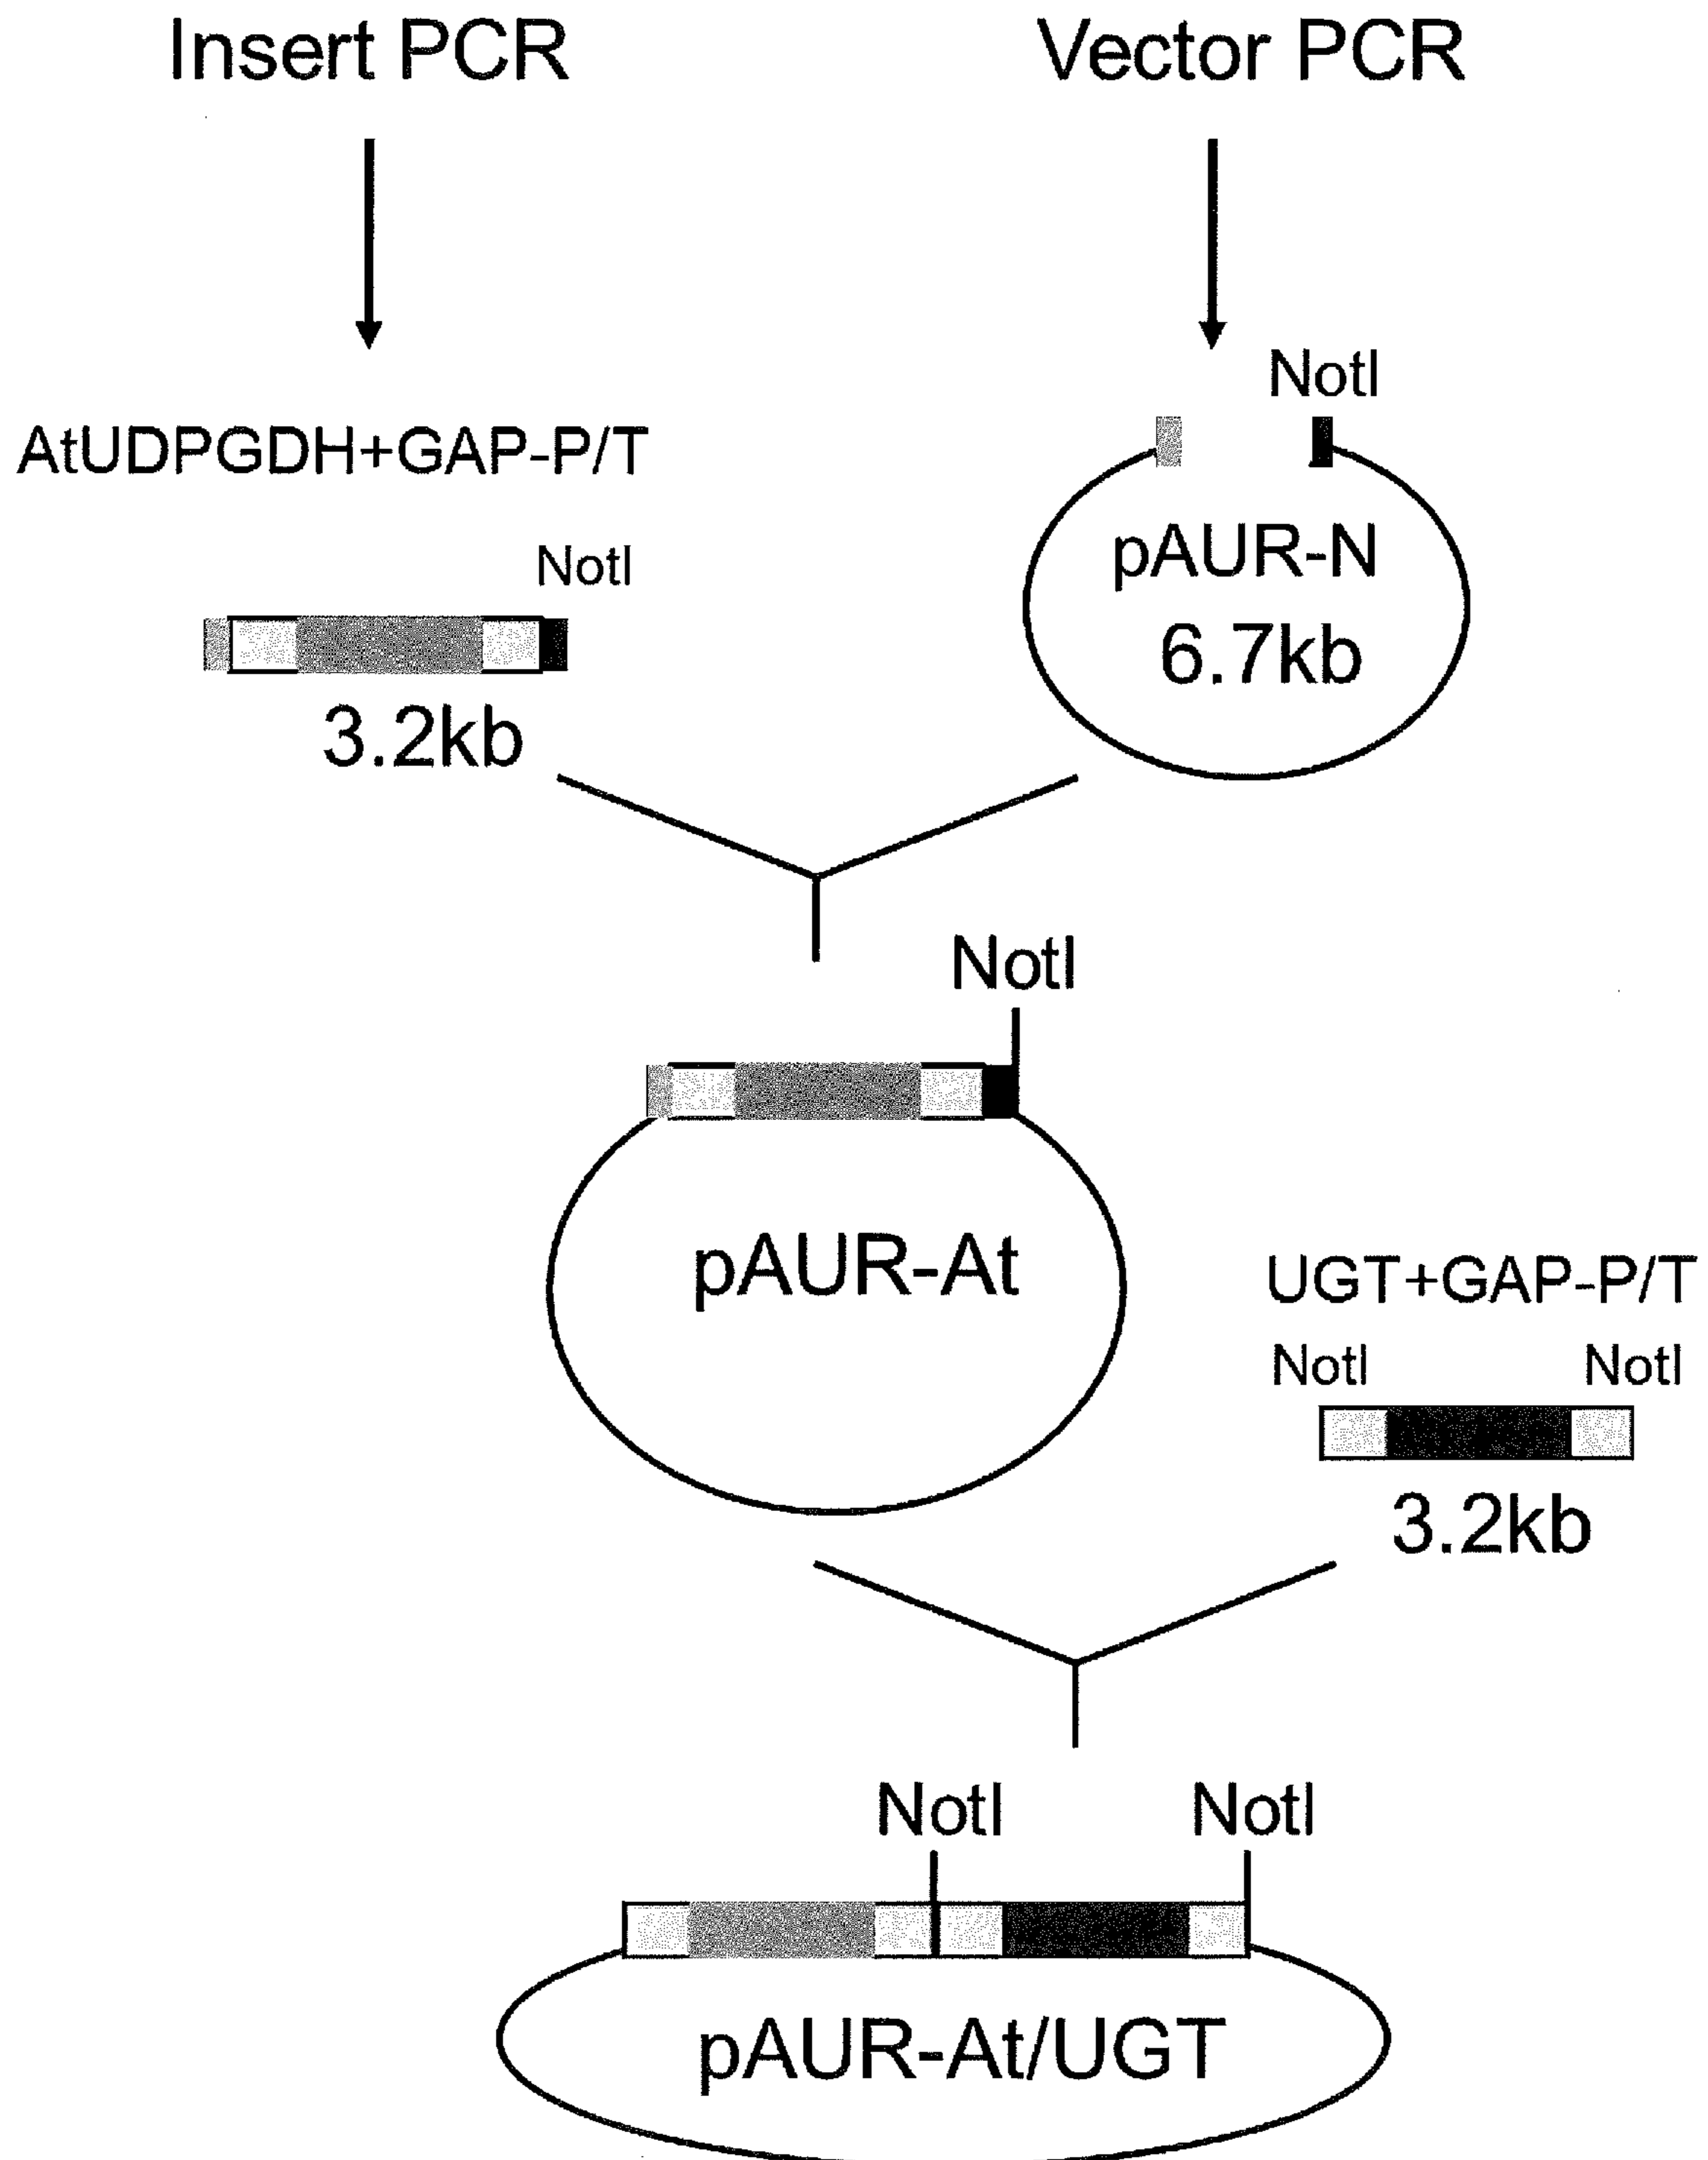 Insert PCR
Vector PCR
NotI
AtUDPGDH+GAP-P/T
pAUR-N
NotI
6.7kb
3.2kb
NotI
pAUR-At
UGT+GAP-P/T
NotI NotI
3.2kb
NotI NotI
pAUR-At/UGT